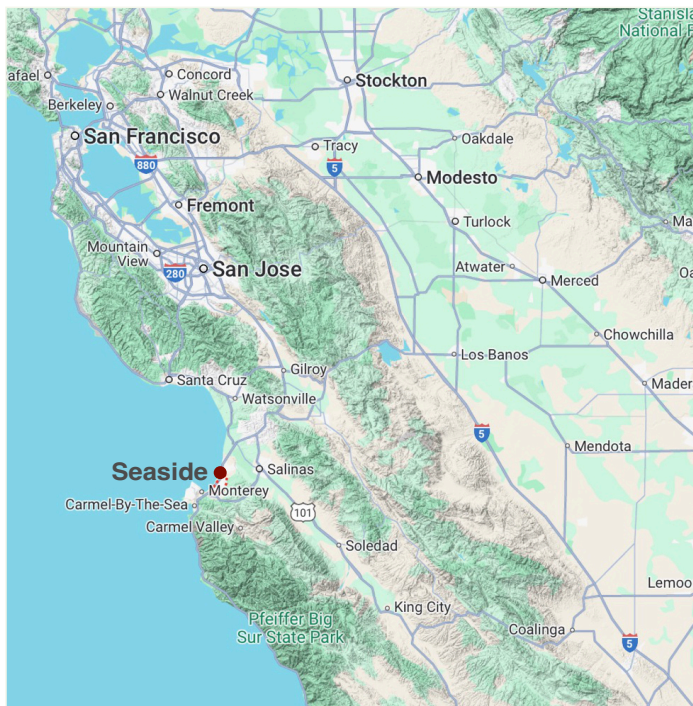 Stanisla
National F
Concord
afael
Stockton
Walnut Creek
Berkeley
San Francisco
Oakdale
Tracy
880
5
Modesto
Fremont
Turlock
Ma
Mountain
View
Atwater
280
San Jose
Oa
Merced
Chowchilla
Los Banos
Gilroy
Santa Cruz
Mader
Watsonville
5
Mendota
Seaside
Salinas
Monterey
Carmel-By-The-Sea
101
Carmel Valley
Soledad
Lemoo
King City
Pfeiffer Big
Sur State Park
Coalinga
5